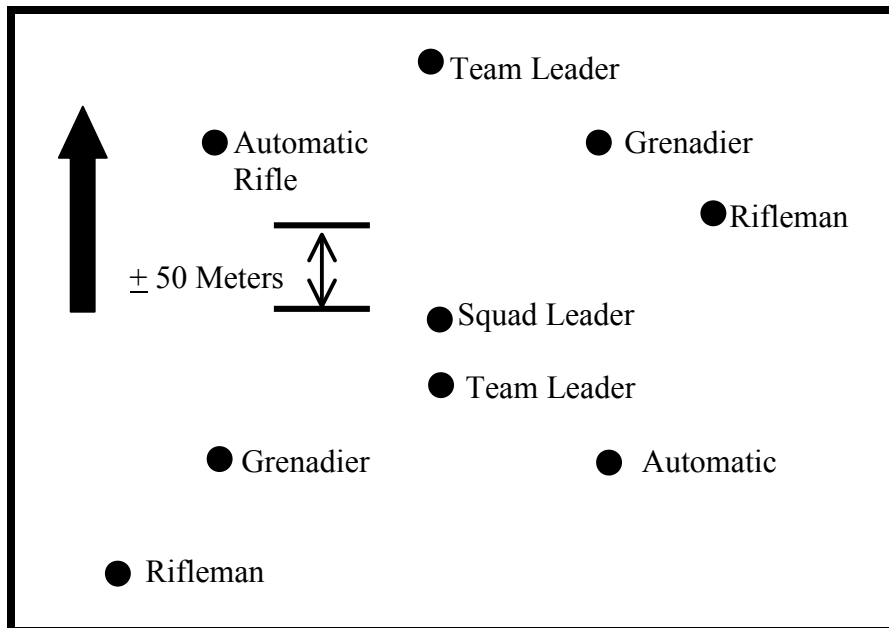 Team Leader
Automatic
Rifle
Grenadier
Rifleman
± 50 Meters
Squad Leader
Team Leader
Grenadier
Automatic
Rifleman